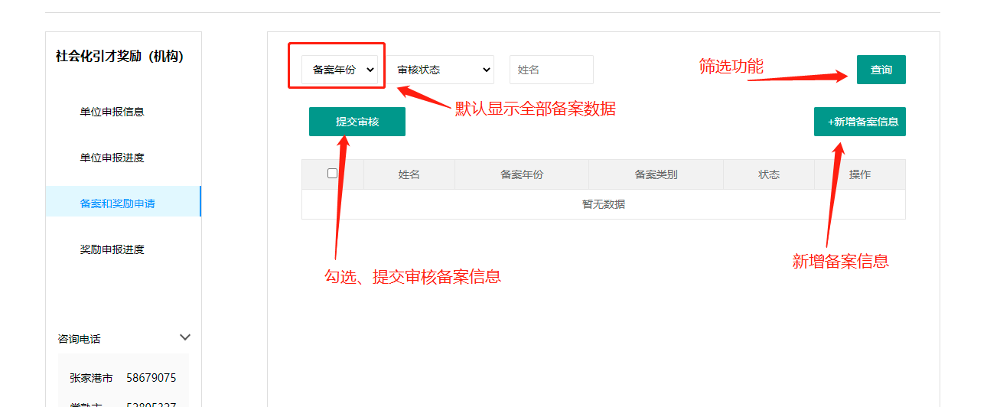 社会化引才奖励（机构）
单位申报信息
单位申报进度
备案和奖励申请
奖励申报进度
咨询电话
张家港市 58679075
备案年份 审核状态 姓名 查询
筛选功能
默认显示全部备案数据
提交审核 +新增备案信息
姓名 备案年份 备案类别 状态 操作
暂无数据
勾选、提交审核备案信息
新增备案信息